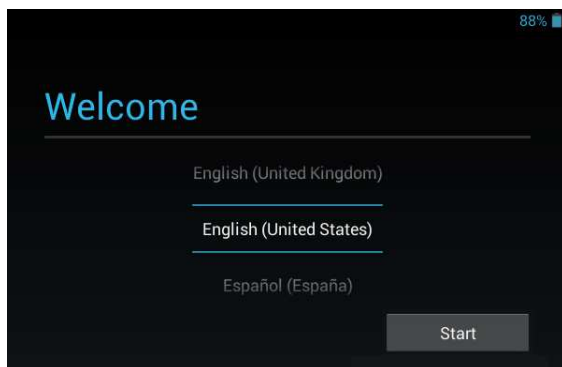 88%
Welcome
English (United Kingdom)
English (United States)
Español (España)
Start